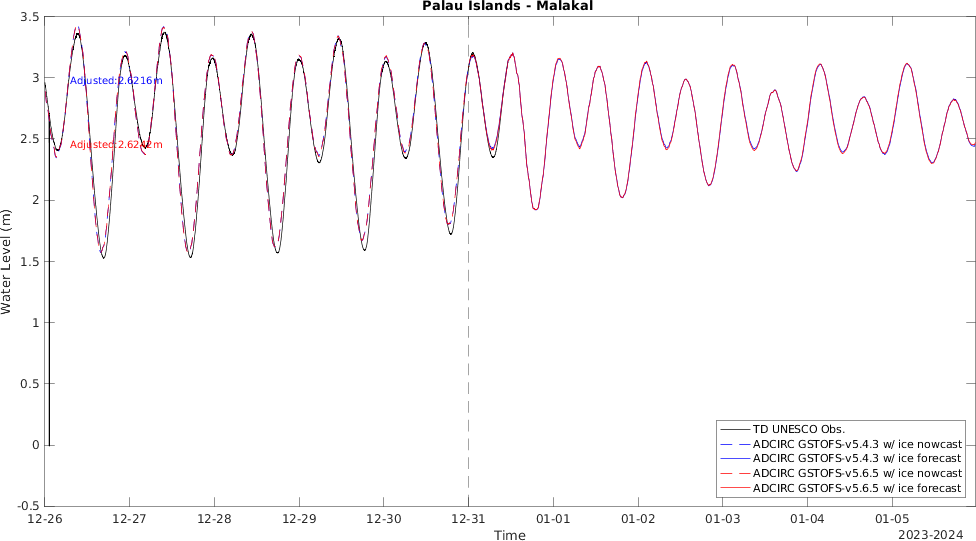 Palau Islands - Malakal
3.5
3
2.5
2
1.5
1
0.5
0
-0.5
Water Level (m)
Adjusted:2.6216m
Adjusted:2.6242m
TD UNESCO Obs.
ADCIRC GSTOFS-v5.4.3 w/ ice nowcast
ADCIRC GSTOFS-v5.4.3 w/ ice forecast
ADCIRC GSTOFS-v5.6.5 w/ ice nowcast
ADCIRC GSTOFS-v5.6.5 w/ ice forecast
12-26 12-27 12-28 12-29 12-30 12-31 01-01 01-02 01-03 01-04 01-05
Time
2023-2024